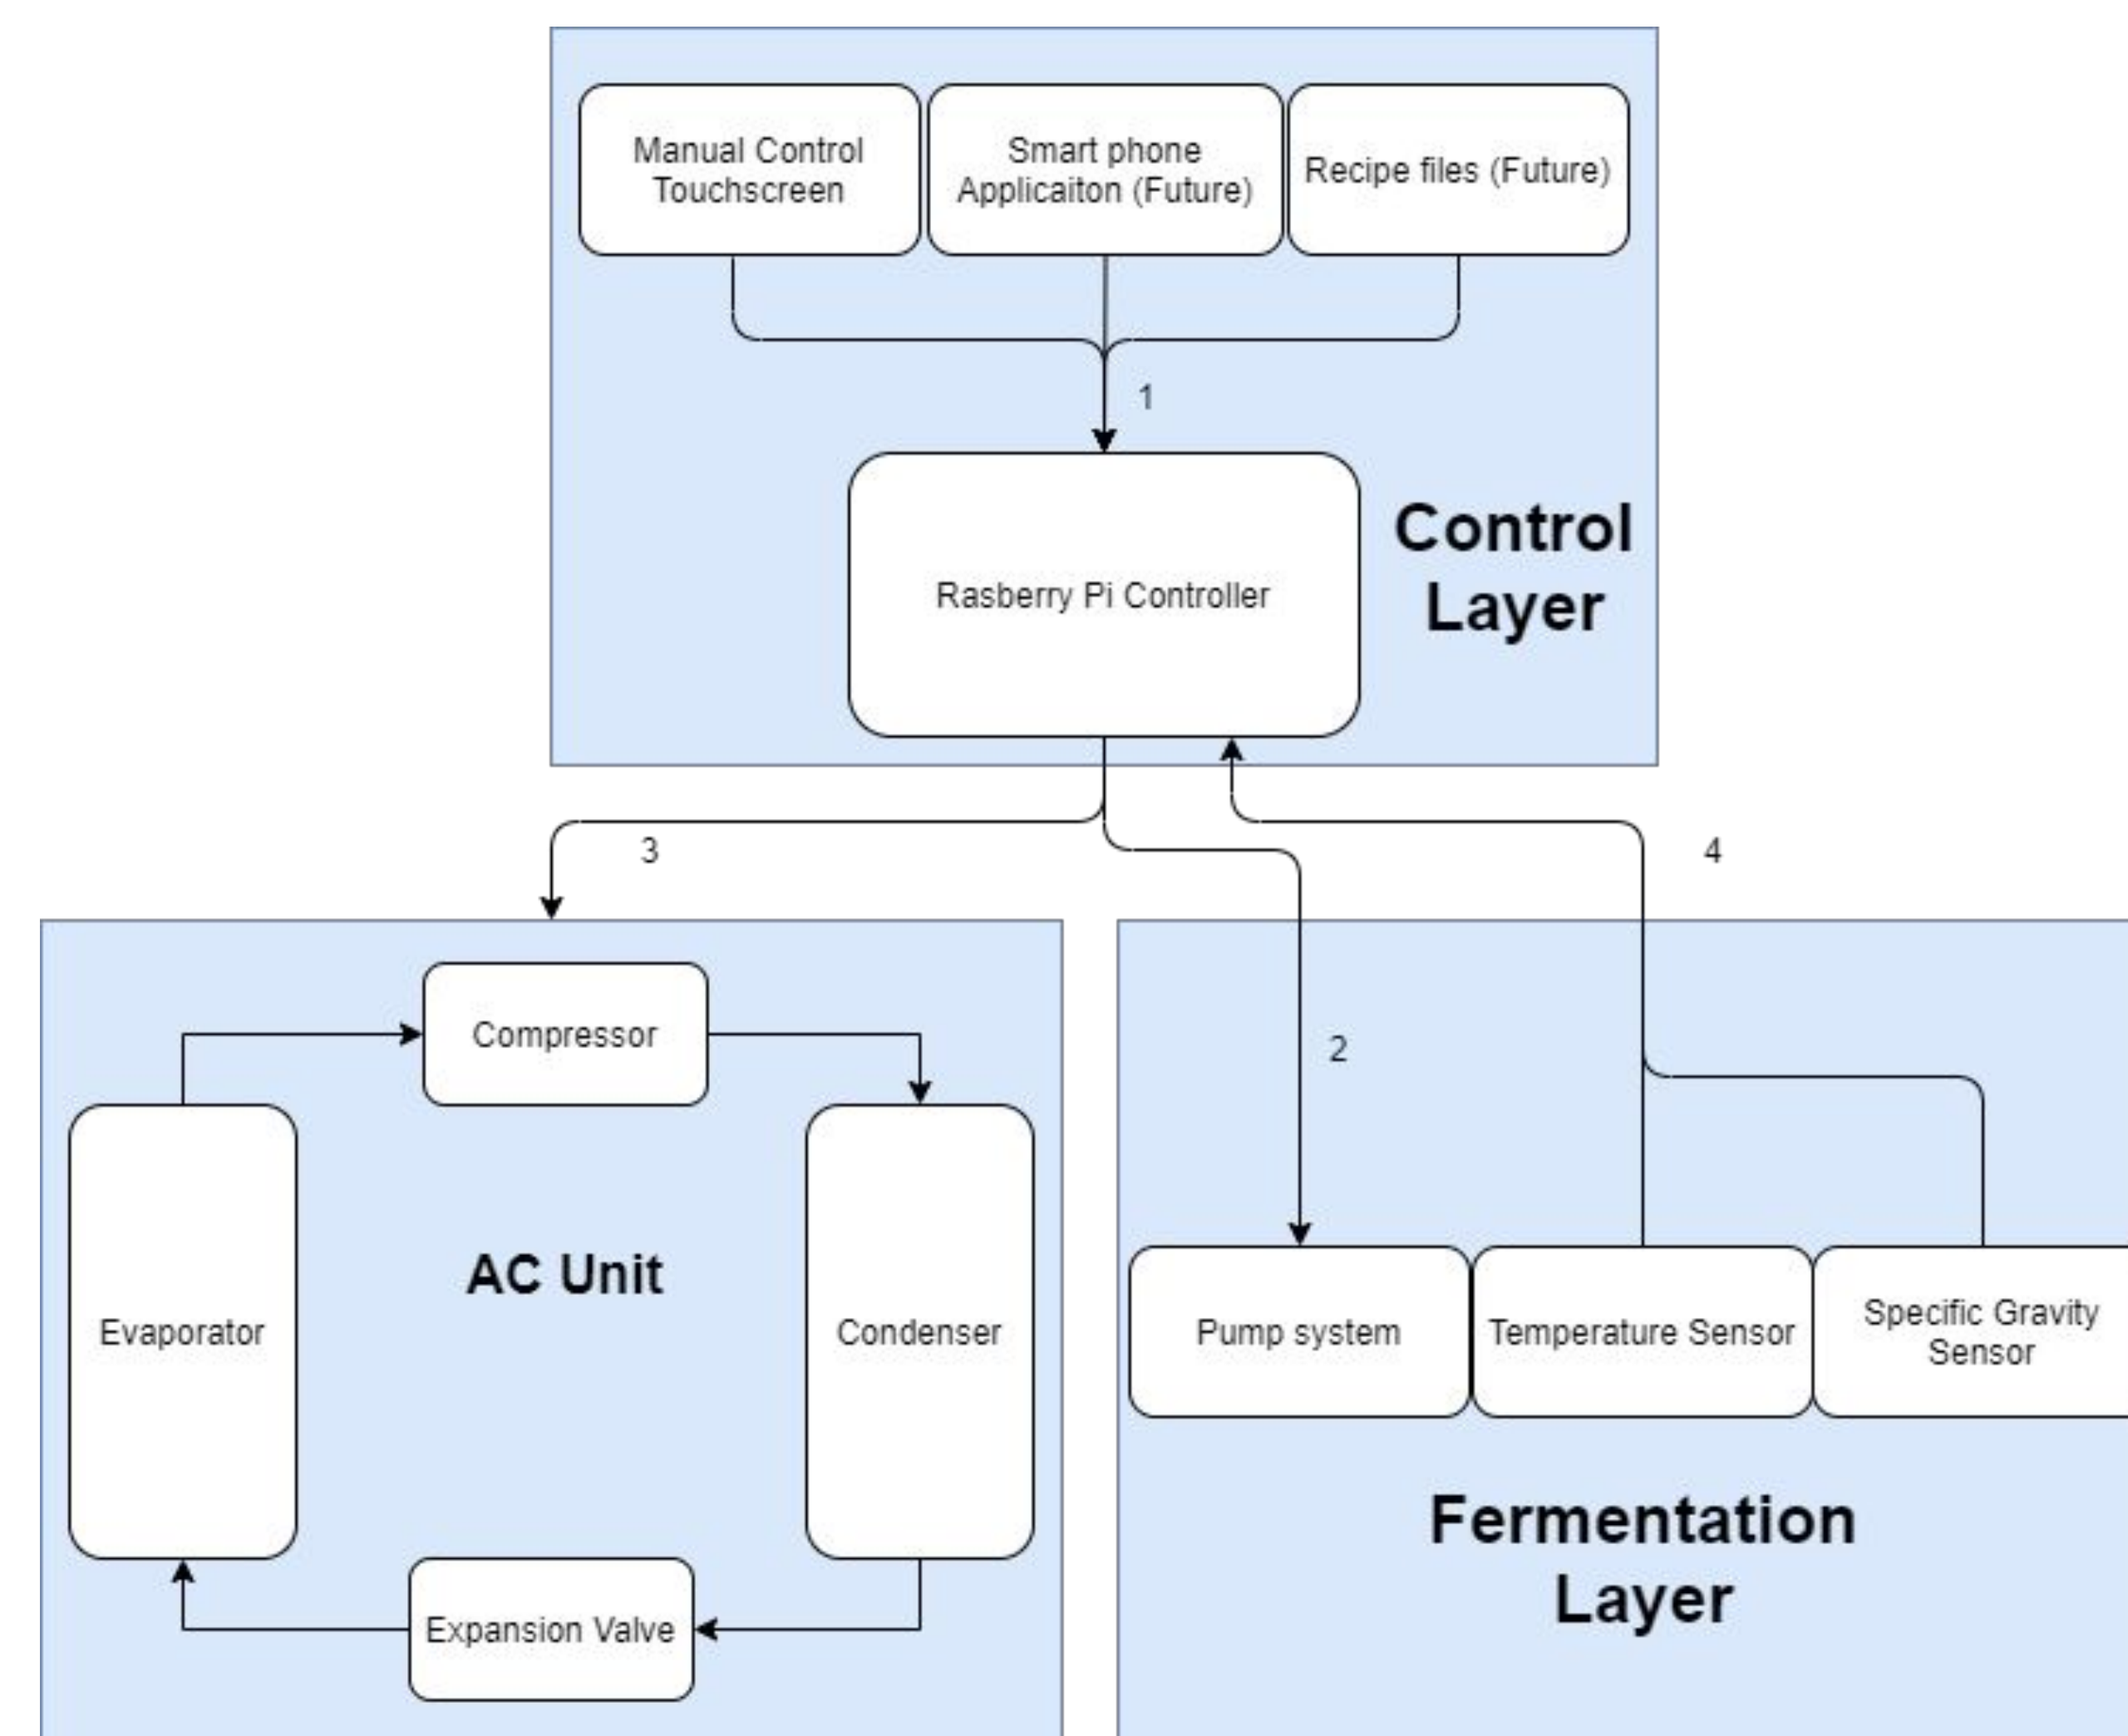 Manual Control
Touchscreen
Smart phone
Applicaiton (Future)
Recipe files (Future)
1
Rasberry Pi Controller
Control
Layer
3
4
Compressor
2
AC Unit
Evaporator
Condenser
Pump system
Temperature Sensor
Specific Gravity
Sensor
Expansion Valve
Fermentation
Layer